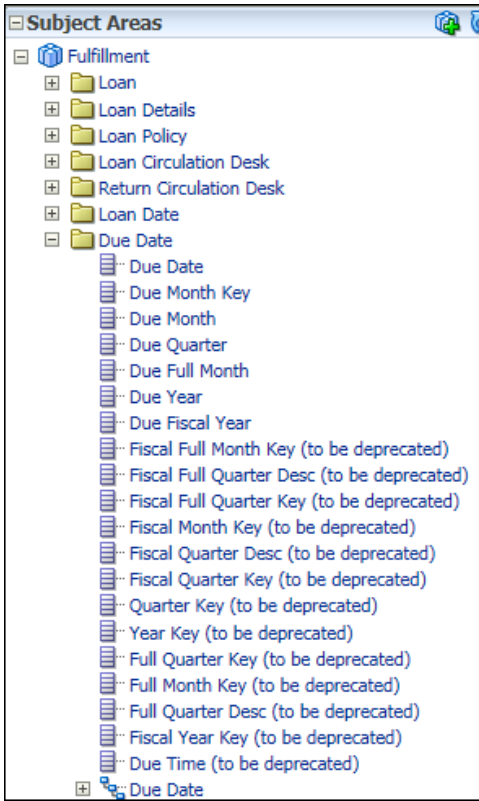 Subject Areas
Fulfillment
Loan
Loan Details
Loan Policy
Loan Circulation Desk
Return Circulation Desk
Loan Date
Due Date
Due Date
Due Month Key
Due Month
Due Quarter
Due Full Month
Due Year
Due Fiscal Year
Fiscal Full Month Key (to be deprecated)
Fiscal Full Quarter Desc (to be deprecated)
Fiscal Full Quarter Key (to be deprecated)
Fiscal Month Key (to be deprecated)
Fiscal Quarter Desc (to be deprecated)
Fiscal Quarter Key (to be deprecated)
Quarter Key (to be deprecated)
Year Key (to be deprecated)
Full Quarter Key (to be deprecated)
Full Month Key (to be deprecated)
Full Quarter Desc (to be deprecated)
Fiscal Year Key (to be deprecated)
Due Time (to be deprecated)
Due Date